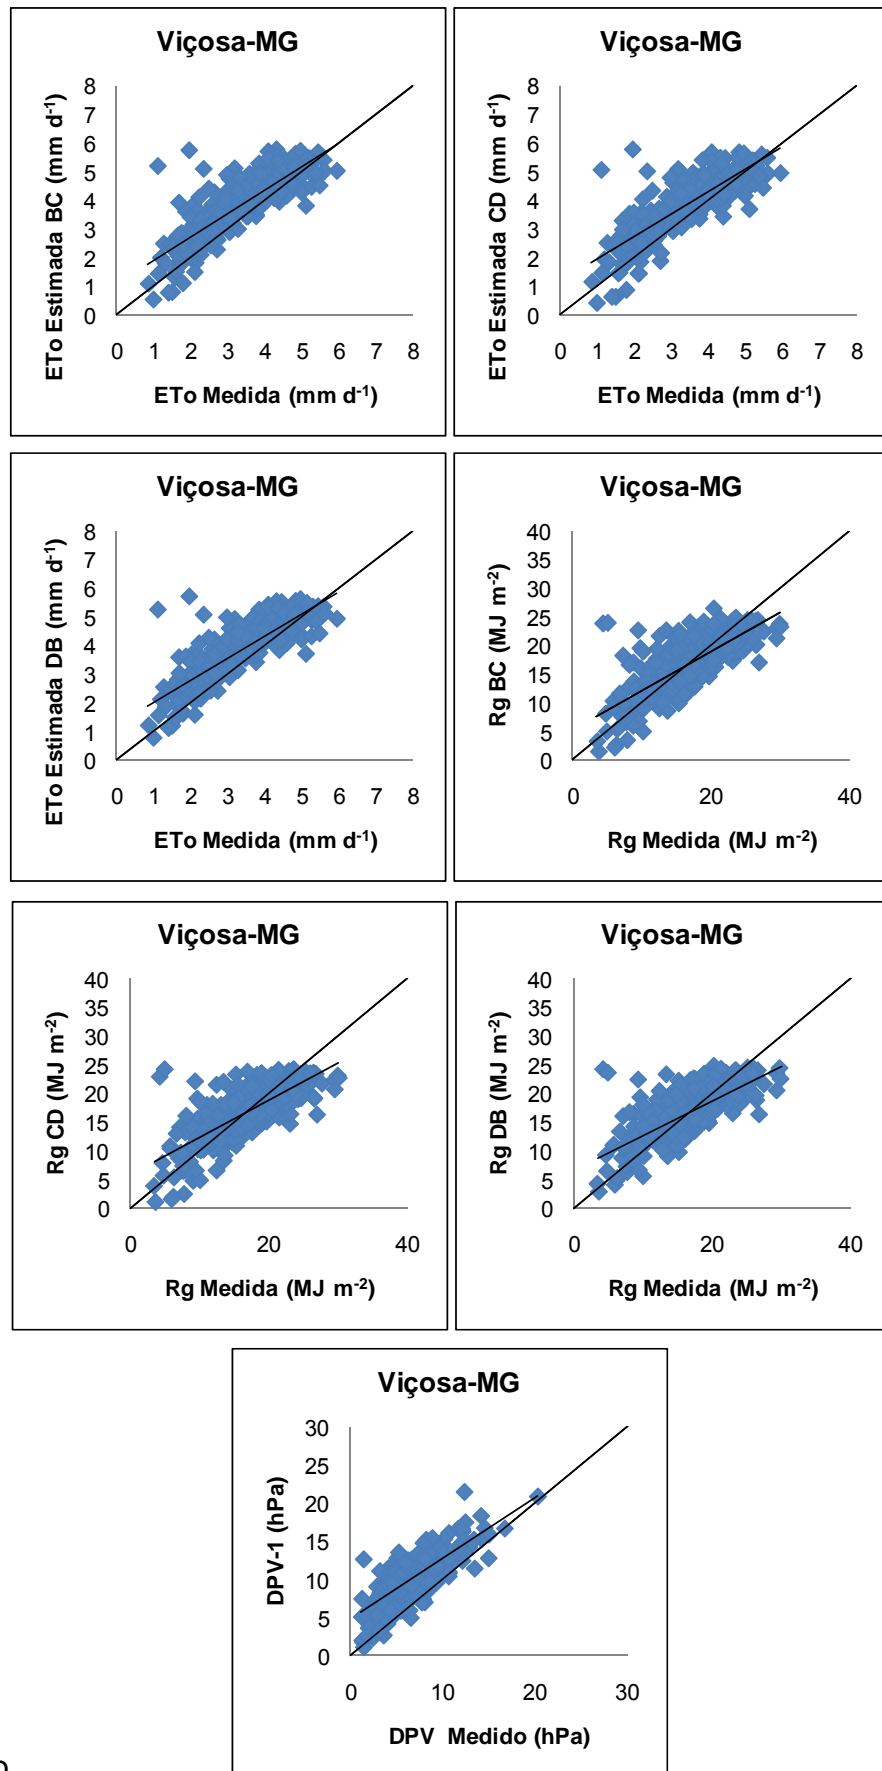 Viçosa-MG
ETo Estimada BC (mm d⁻¹)
8
7
6
5
4
3
2
1
0
0 1 2 3 4 5 6 7 8
ETo Medida (mm d⁻¹)
Viçosa-MG
ETo Estimada CD (mm d⁻¹)
8
7
6
5
4
3
2
1
0
0 1 2 3 4 5 6 7 8
ETo Medida (mm d⁻¹)
Viçosa-MG
ETo Estimada DB (mm d⁻¹)
8
7
6
5
4
3
2
1
0
0 1 2 3 4 5 6 7 8
ETo Medida (mm d⁻¹)
Viçosa-MG
Rg BC (MJ m⁻²)
40
35
30
25
20
15
10
5
0
0 20 40
Rg Medida (MJ m⁻²)
Viçosa-MG
Rg CD (MJ m⁻²)
40
35
30
25
20
15
10
5
0
0 20 40
Rg Medida (MJ m⁻²)
Viçosa-MG
Rg DB (MJ m⁻²)
40
35
30
25
20
15
10
5
0
0 20 40
Rg Medida (MJ m⁻²)
Viçosa-MG
DPV-1 (hPa)
30
25
20
15
10
5
0
0 10 20 30
DPV Medido (hPa)